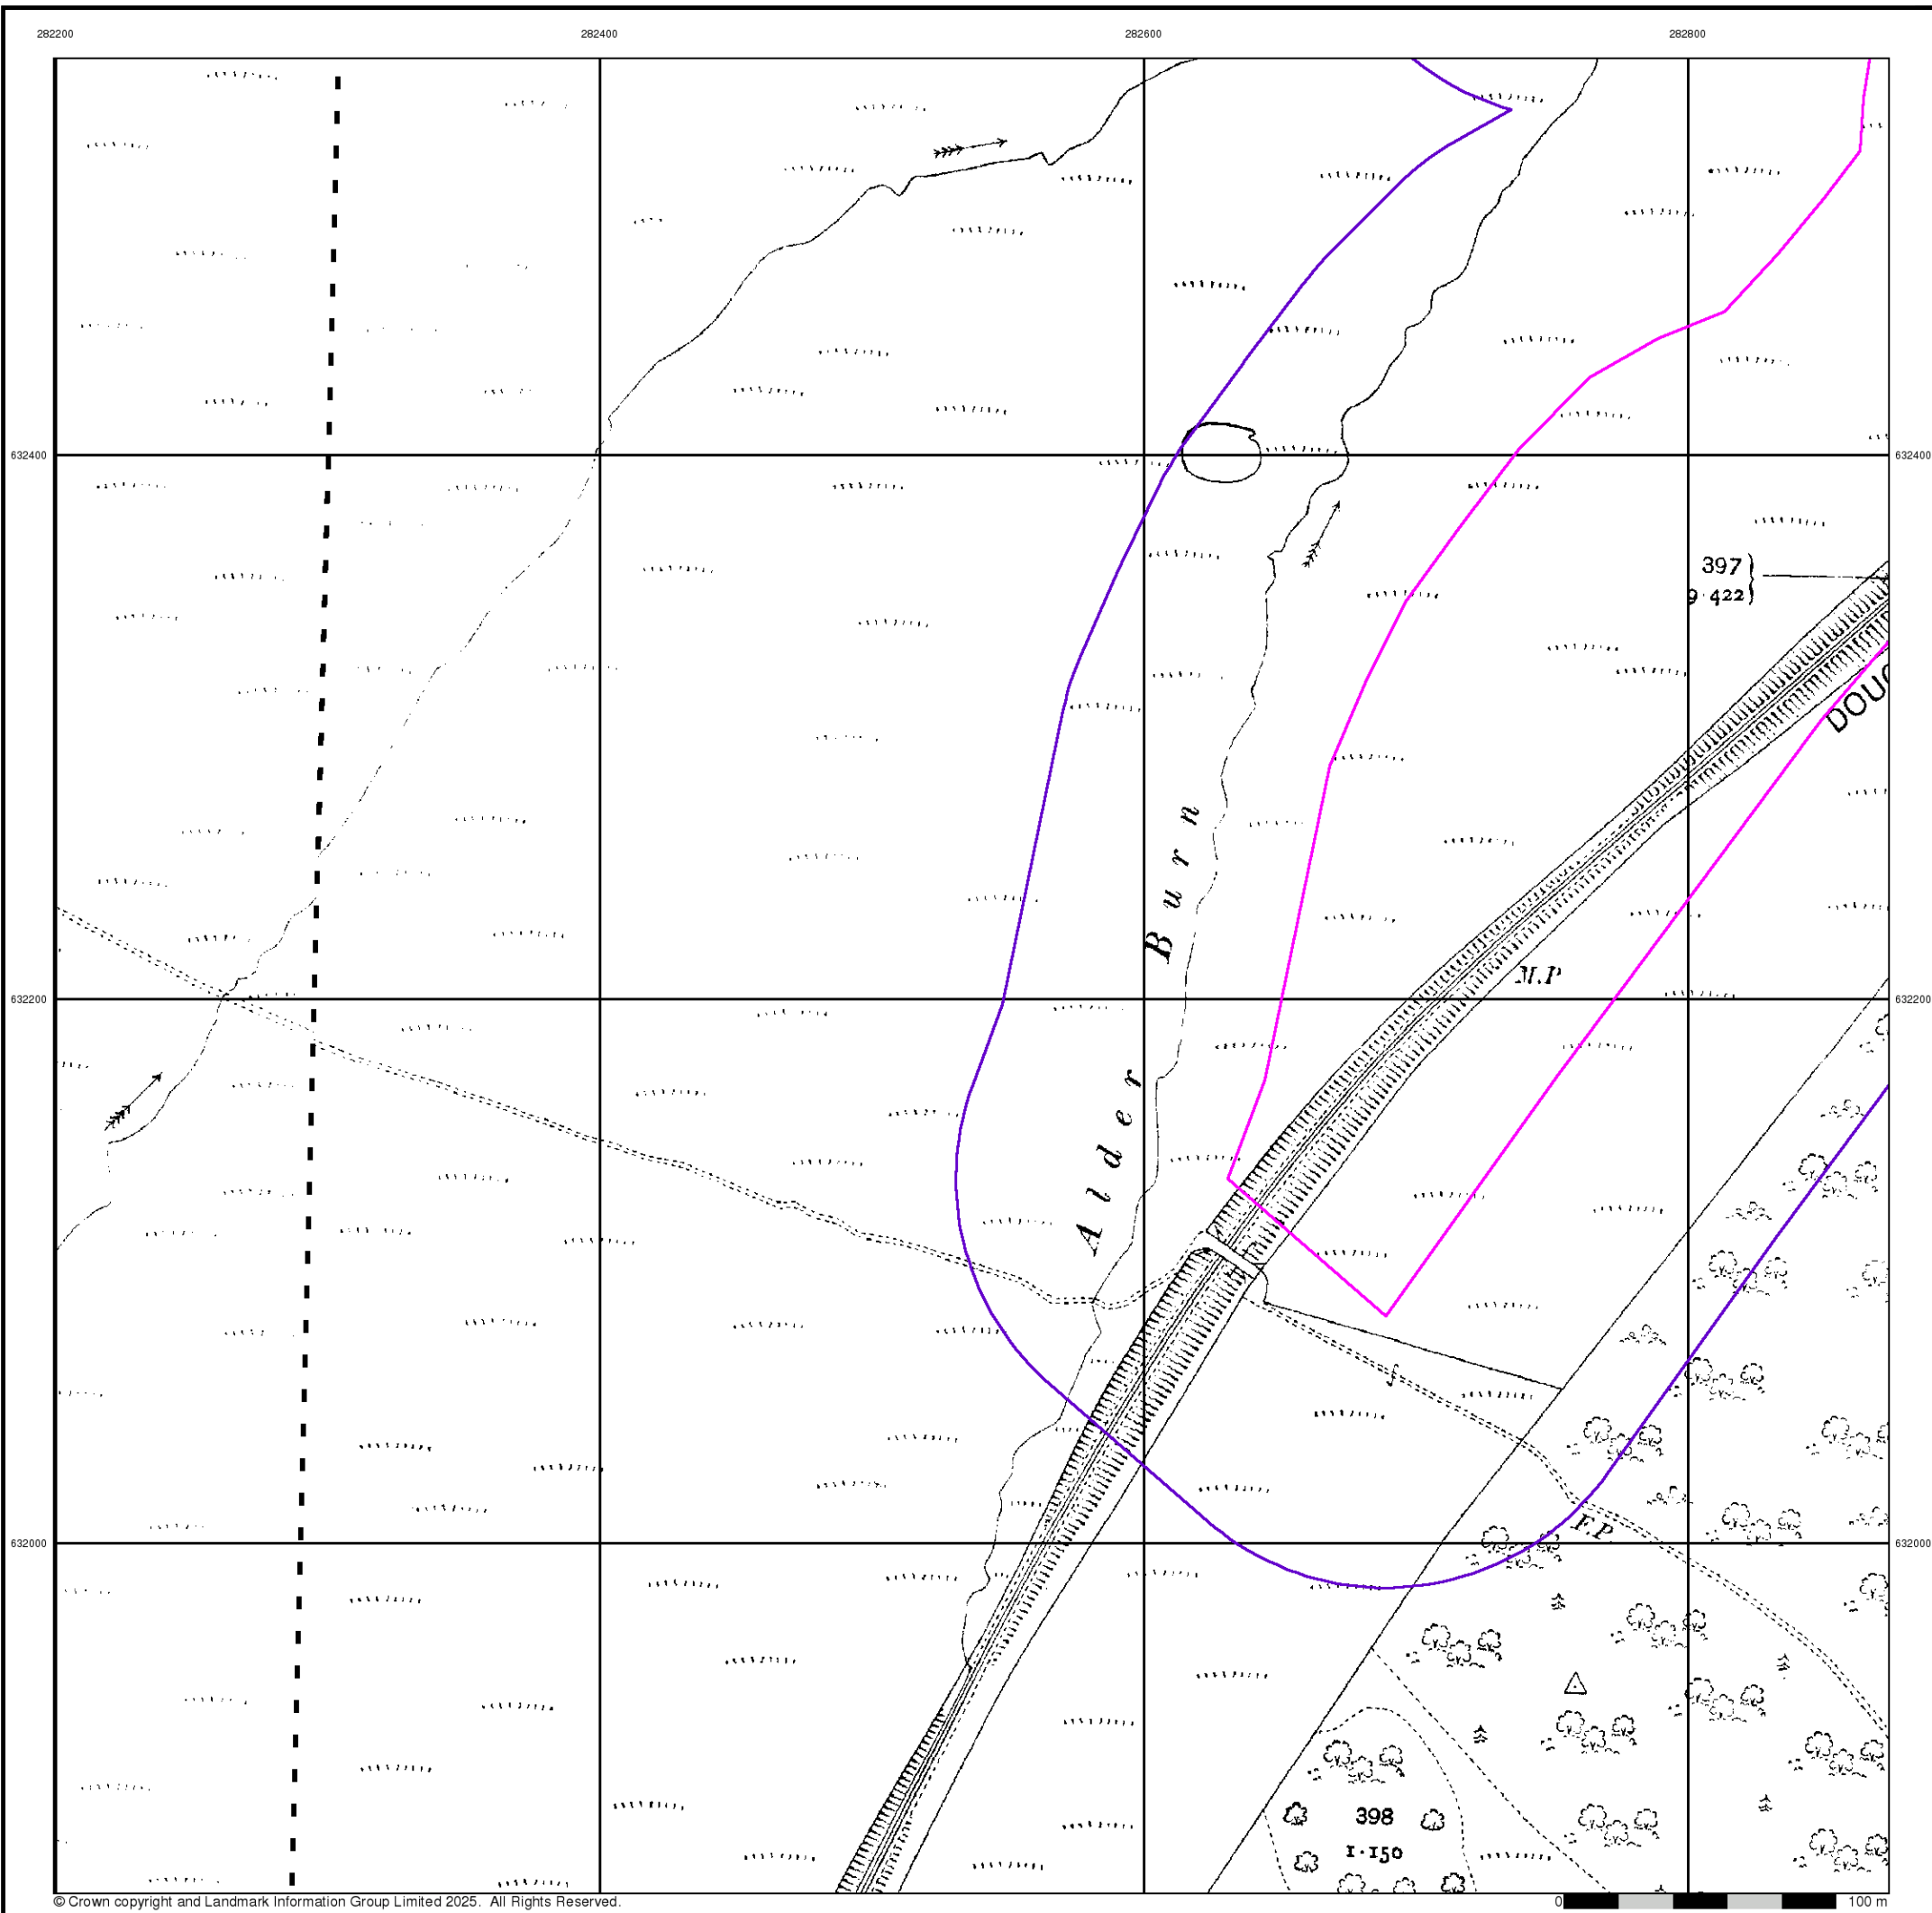 282200 282400 282600 282800
632400 632400
397
9·422
DOUG
Alder Burn
632200 632200
M.P
F.P.
632000 632000
398
1·150
© Crown copyright and Landmark Information Group Limited 2025. All Rights Reserved.
0 100 m